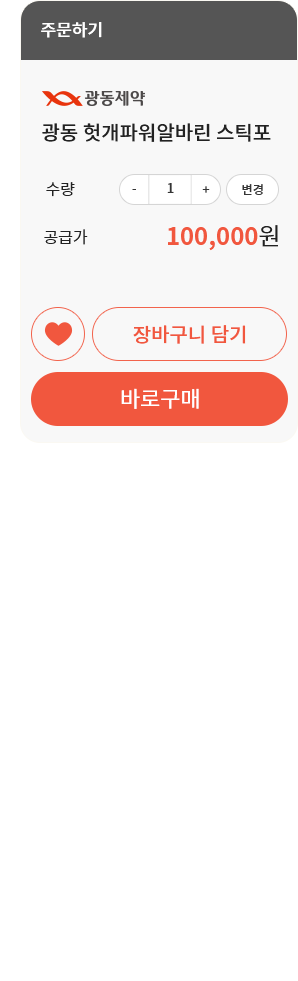 주문하기
광동제약
광동 헛개파워알바린 스틱포
수량 - 1 + 변경
공급가 100,000원
장바구니 담기
바로구매